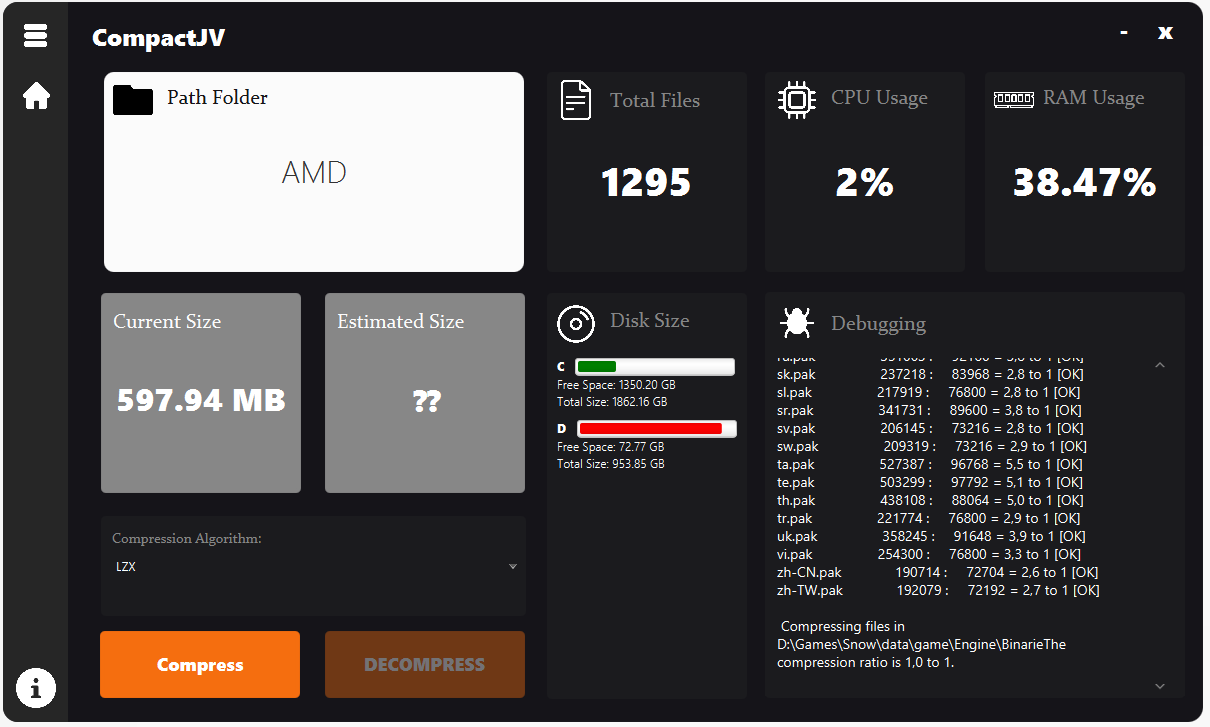 CompactJV
- x
Path Folder
AMD
Total Files
1295
CPU Usage
2%
RAM Usage
38.47%
Current Size
597.94 MB
Estimated Size
??
Compression Algorithm:
LZX
Compress
DECOMPRESS
Disk Size
C
Free Space: 1350.20 GB
Total Size: 1862.16 GB
D
Free Space: 72.77 GB
Total Size: 953.85 GB
Debugging
sk.pak 237218 : 83968 = 2,8 to 1 [OK]
sl.pak 217919 : 76800 = 2,8 to 1 [OK]
sr.pak 341731 : 89600 = 3,8 to 1 [OK]
sv.pak 206145 : 73216 = 2,8 to 1 [OK]
sw.pak 209319 : 73216 = 2,9 to 1 [OK]
ta.pak 527387 : 96768 = 5,5 to 1 [OK]
te.pak 503299 : 97792 = 5,1 to 1 [OK]
th.pak 438108 : 88064 = 5,0 to 1 [OK]
tr.pak 221774 : 76800 = 2,9 to 1 [OK]
uk.pak 358245 : 91648 = 3,9 to 1 [OK]
vi.pak 254300 : 76800 = 3,3 to 1 [OK]
zh-CN.pak 190714 : 72704 = 2,6 to 1 [OK]
zh-TW.pak 192079 : 72192 = 2,7 to 1 [OK]
Compressing files in
D:\Games\Snow\data\game\Engine\BinarieThe
compression ratio is 1,0 to 1.